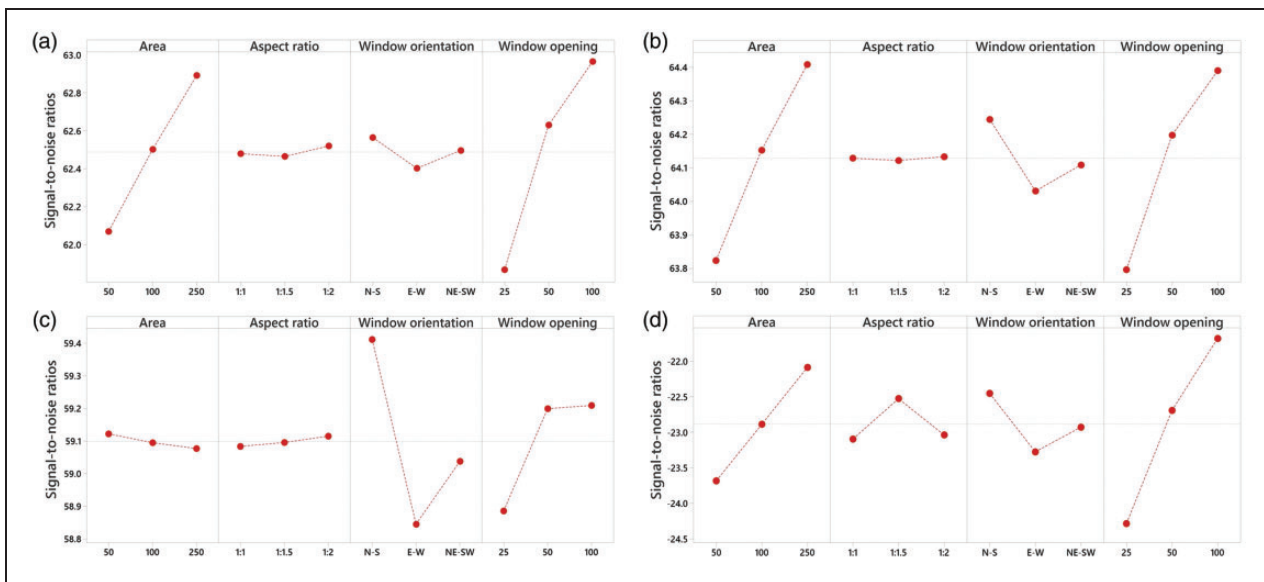 (a)
Area Aspect ratio Window orientation Window opening
Signal-to-noise ratios
63.0
62.8
62.6
62.4
62.2
62.0
50 100 250 1:1 1:1.5 1:2 N-S E-W NE-SW 25 50 100
(b)
Area Aspect ratio Window orientation Window opening
Signal-to-noise ratios
64.4
64.3
64.2
64.1
64.0
63.9
63.8
50 100 250 1:1 1:1.5 1:2 N-S E-W NE-SW 25 50 100
(c)
Area Aspect ratio Window orientation Window opening
Signal-to-noise ratios
59.4
59.3
59.2
59.1
59.0
58.9
58.8
50 100 250 1:1 1:1.5 1:2 N-S E-W NE-SW 25 50 100
(d)
Area Aspect ratio Window orientation Window opening
Signal-to-noise ratios
-22.0
-22.5
-23.0
-23.5
-24.0
-24.5
50 100 250 1:1 1:1.5 1:2 N-S E-W NE-SW 25 50 100